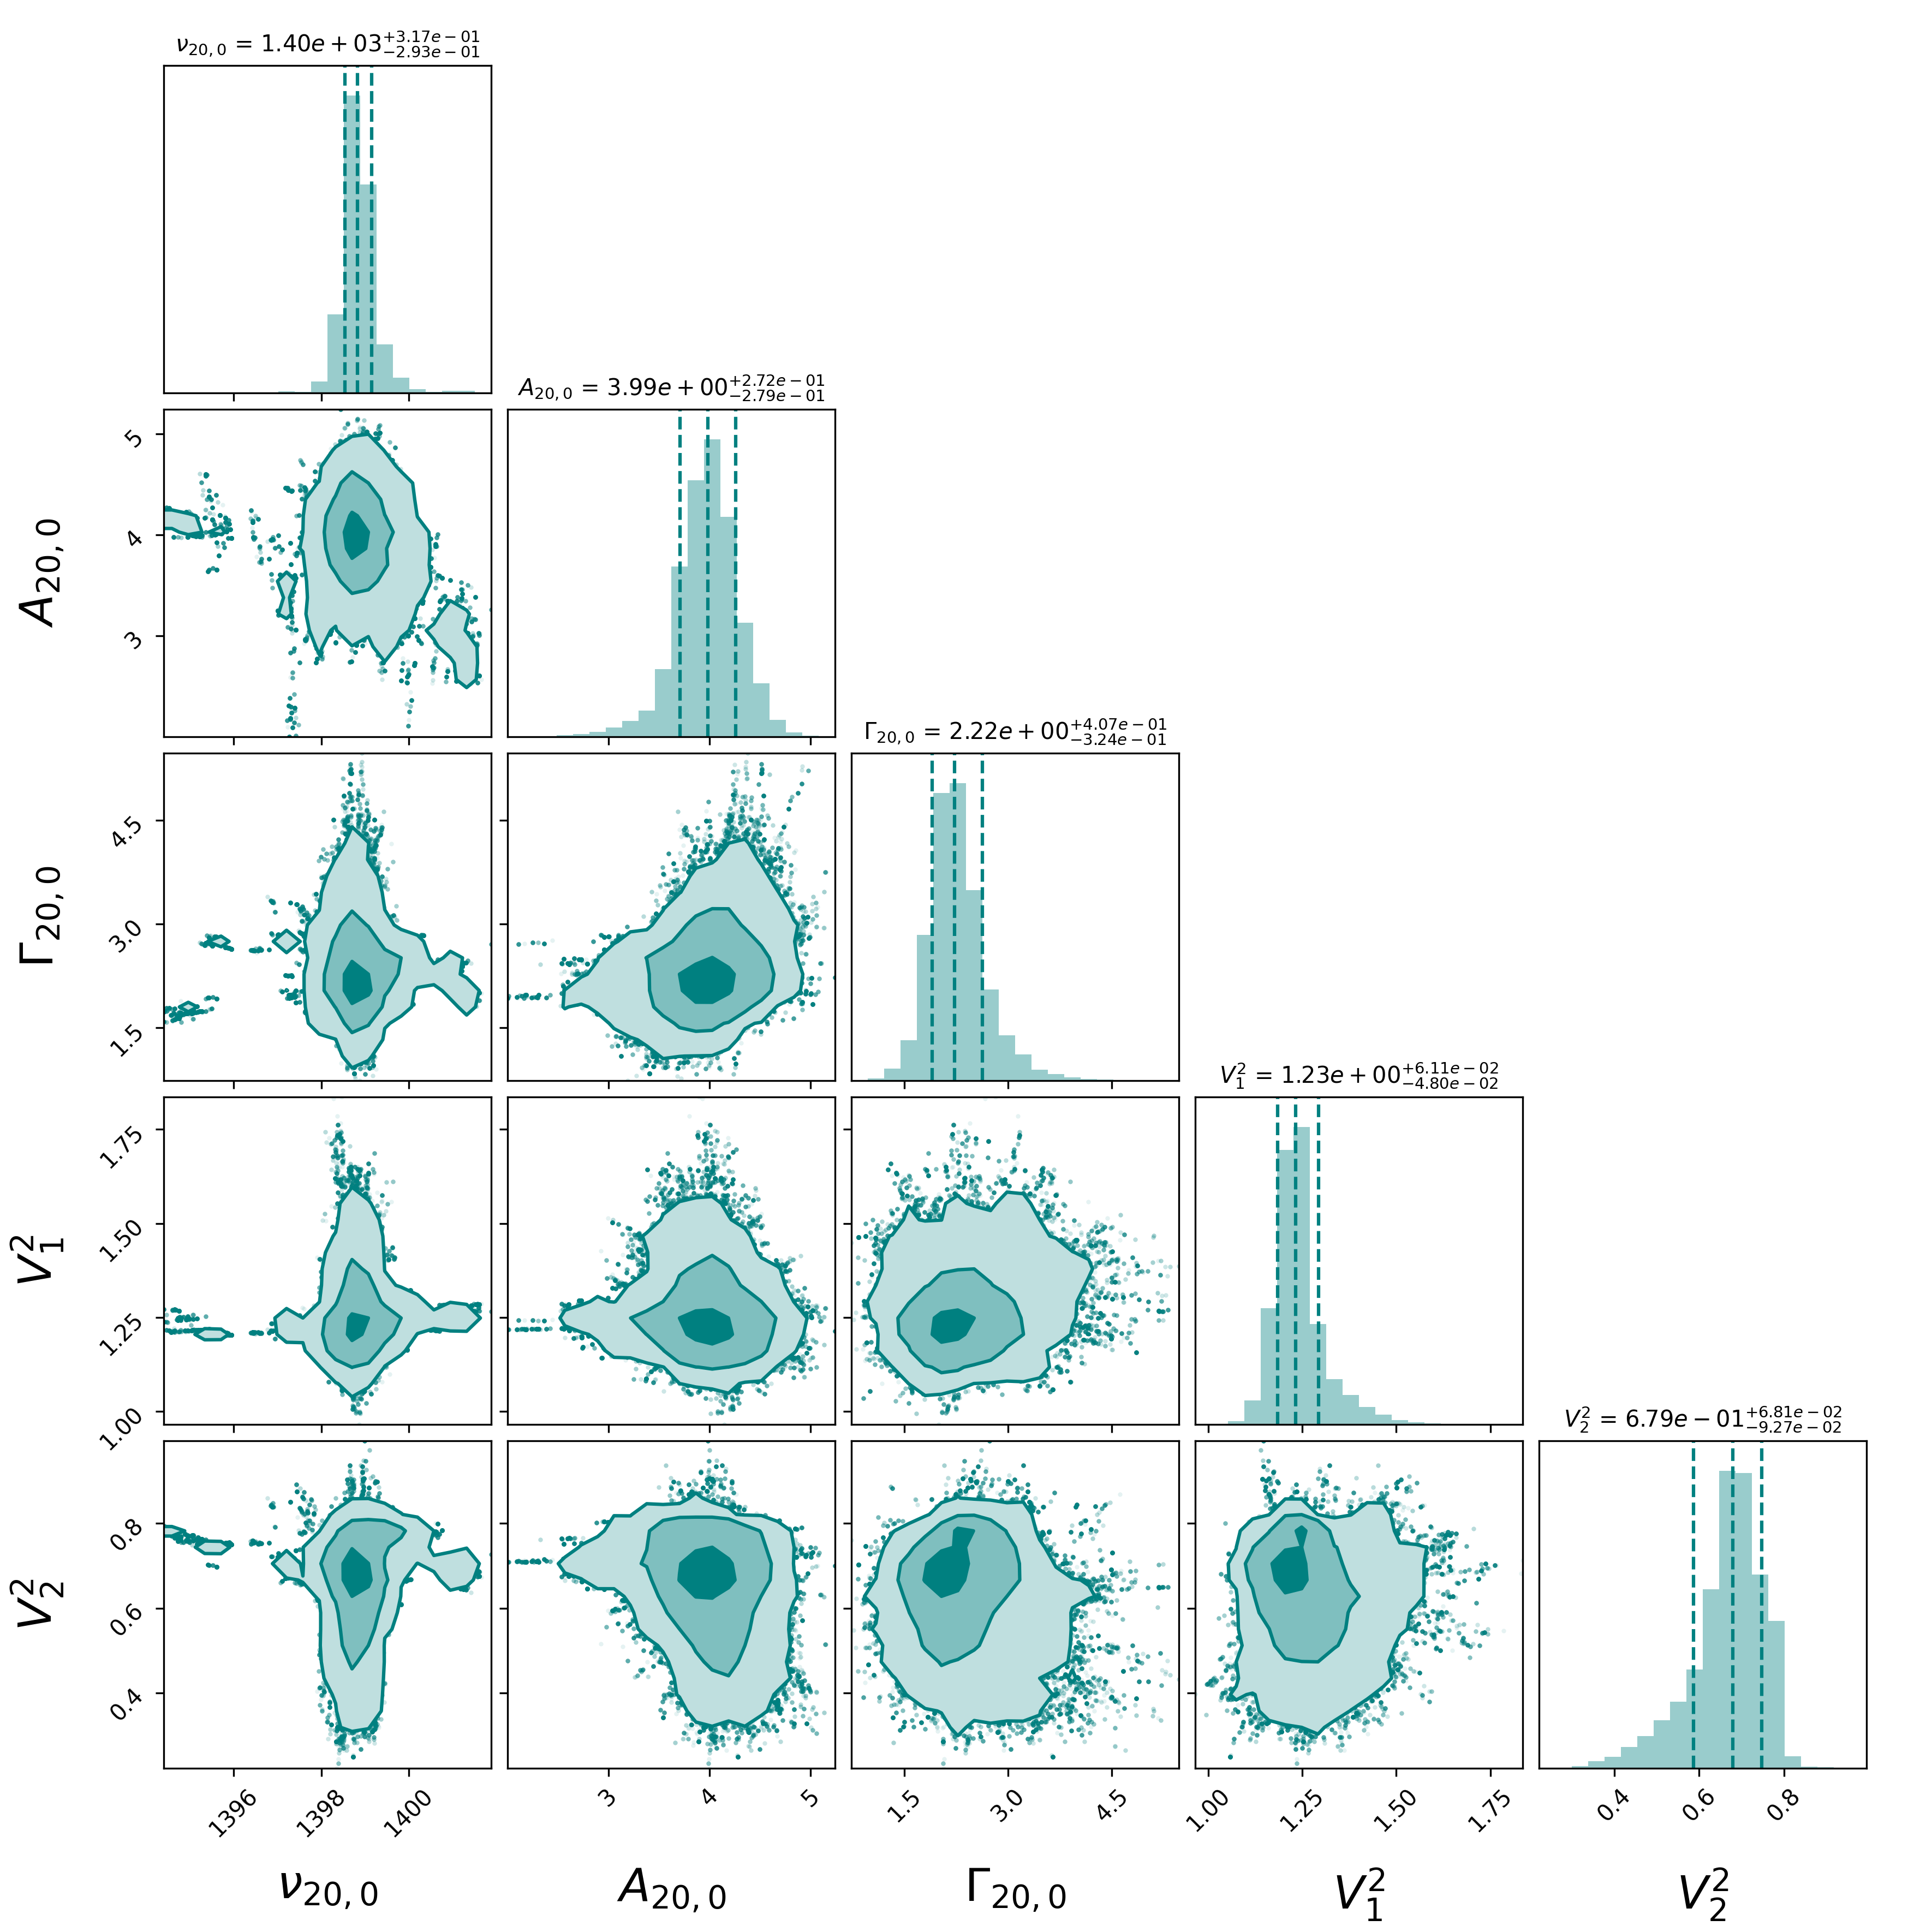 ν20, 0 = 1.40e + 03 +3.17e − 01 −2.93e − 01
A20, 0 = 3.99e + 00 +2.72e − 01 −2.79e − 01
5
4
3
A20, 0
Γ20, 0 = 2.22e + 00 +4.07e − 01 −3.24e − 01
4.5
3.0
1.5
Γ20, 0
V1² = 1.23e + 00 +6.11e − 02 −4.80e − 02
1.75
1.50
1.25
1.00
V1²
V2² = 6.79e − 01 +6.81e − 02 −9.27e − 02
0.8
0.6
0.4
V2²
1396 1398 1400 3 4 5 1.5 3.0 4.5 1.00 1.25 1.50 1.75 0.4 0.6 0.8
ν20, 0 A20, 0 Γ20, 0 V1² V2²